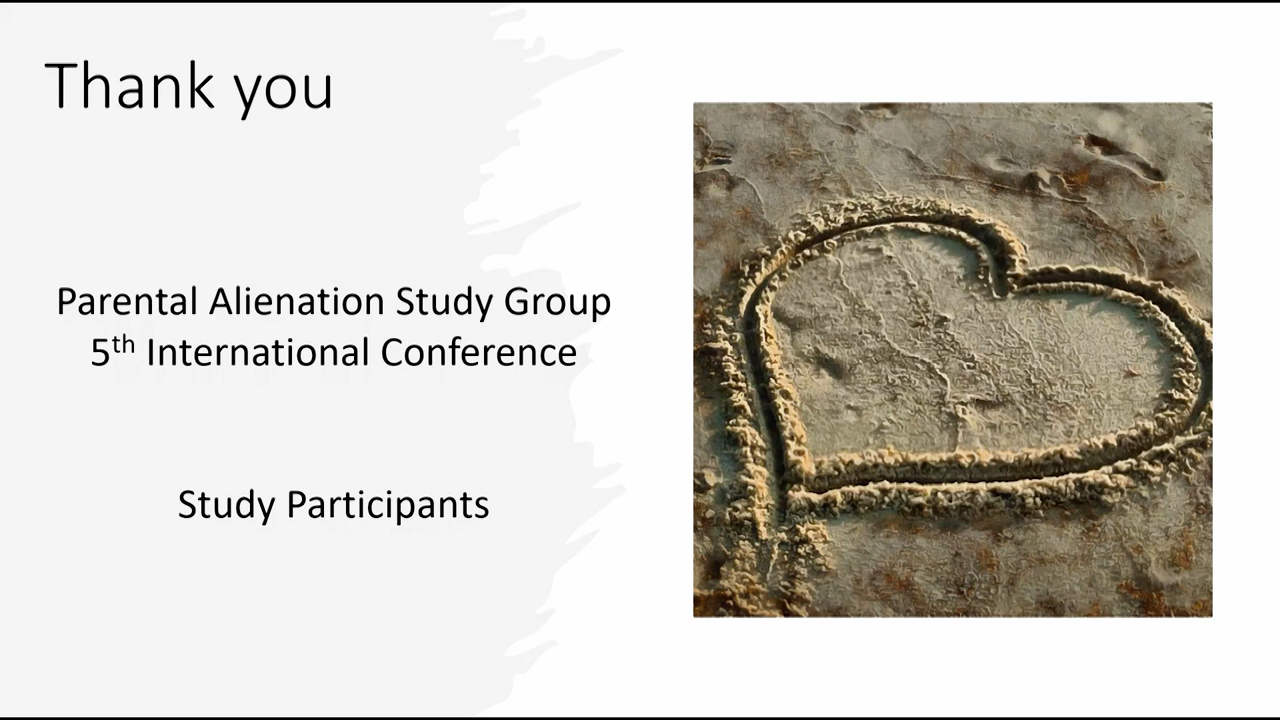 Thank you
Parental Alienation Study Group
5th International Conference
Study Participants